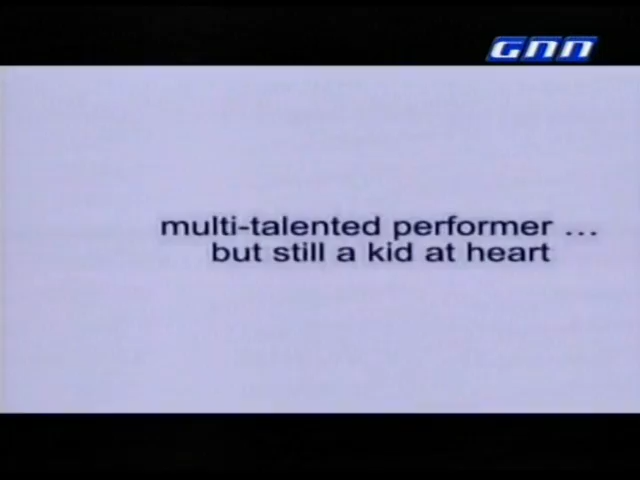 GNN
multi-talented performer ...
but still a kid at heart